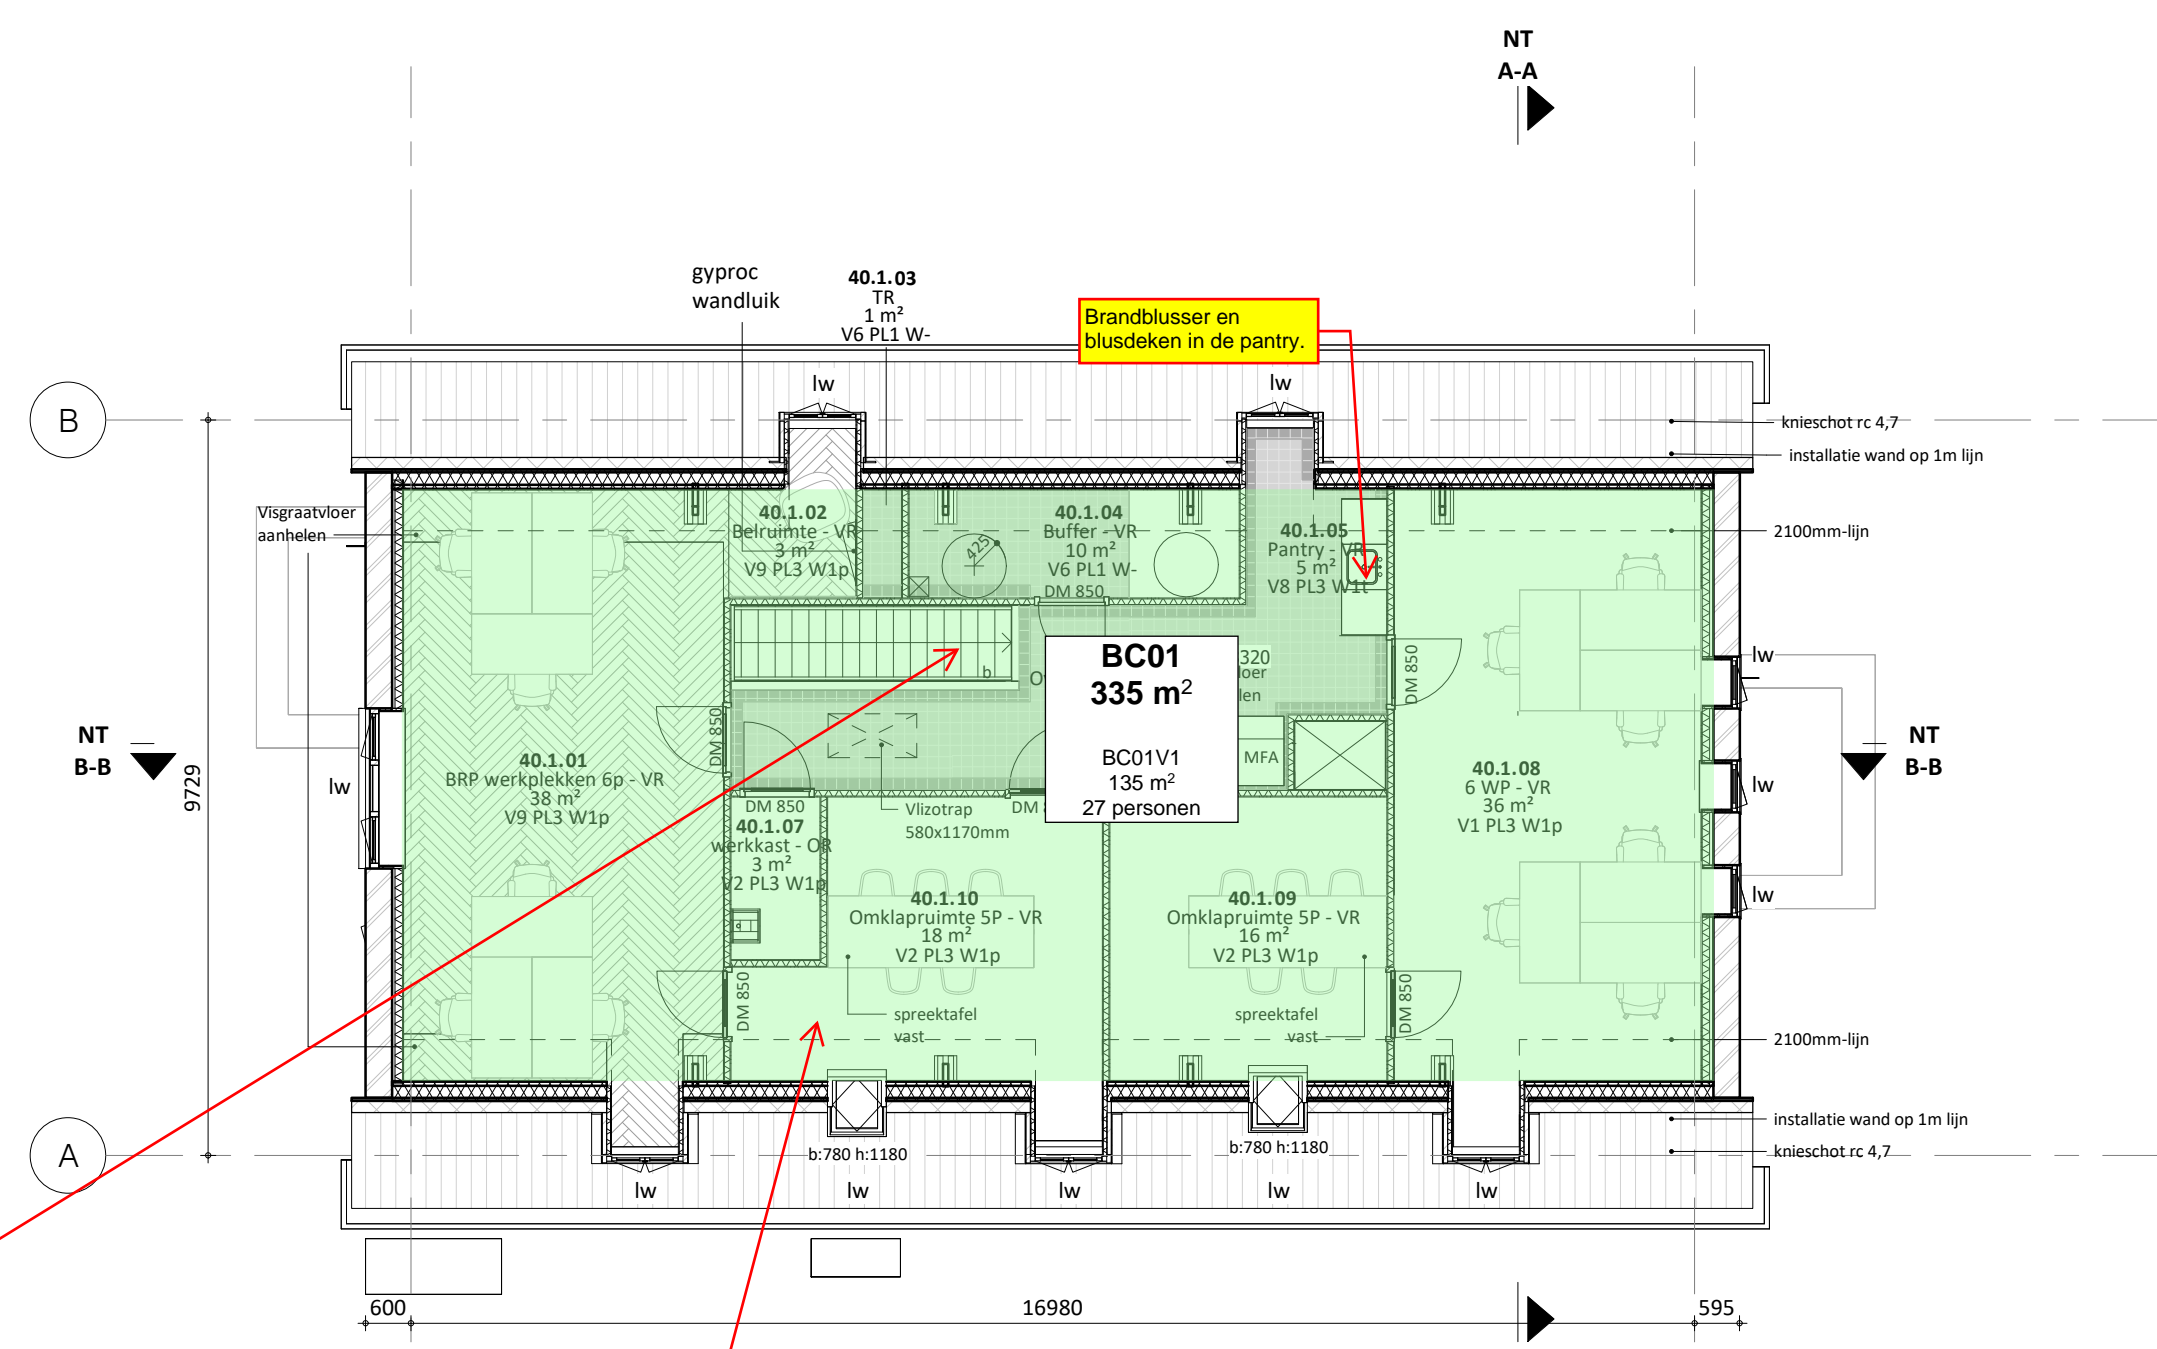 NT
A-A
gyproc
wandluik
40.1.03
TR
1 m²
V6 PL1 W-
Brandblusser en
blusdeken in de pantry.
lw
lw
B
knieschot rc 4,7
installatie wand op 1m lijn
Visgraatvloer
aanhelen
40.1.02
Belruimte - VR
3 m²
V9 PL3 W1p
425
40.1.04
Buffer - VR
10 m²
V6 PL1 W-
DM 850
40.1.05
Pantry - VR
5 m²
V8 PL3 W1t
2100mm-lijn
b
BC01
335 m²
BC01V1
135 m²
27 personen
320
DM 850
DM 850
MFA
lw
lw
lw
NT
B-B
lw
NT
B-B
9729
40.1.01
BRP werkplekken 6p - VR
38 m²
V9 PL3 W1p
DM 850
40.1.07
werkkast - OR
3 m²
V2 PL3 W1p
Vlizotrap
580x1170mm
DM
40.1.08
6 WP - VR
36 m²
V1 PL3 W1p
40.1.10
Omklapruimte 5P - VR
18 m²
V2 PL3 W1p
40.1.09
Omklapruimte 5P - VR
16 m²
V2 PL3 W1p
DM 850
spreektafel
vast
spreektafel
vast
DM 850
2100mm-lijn
A
installatie wand op 1m lijn
knieschot rc 4,7
b:780 h:1180
b:780 h:1180
lw
lw
lw
lw
lw
600
16980
595